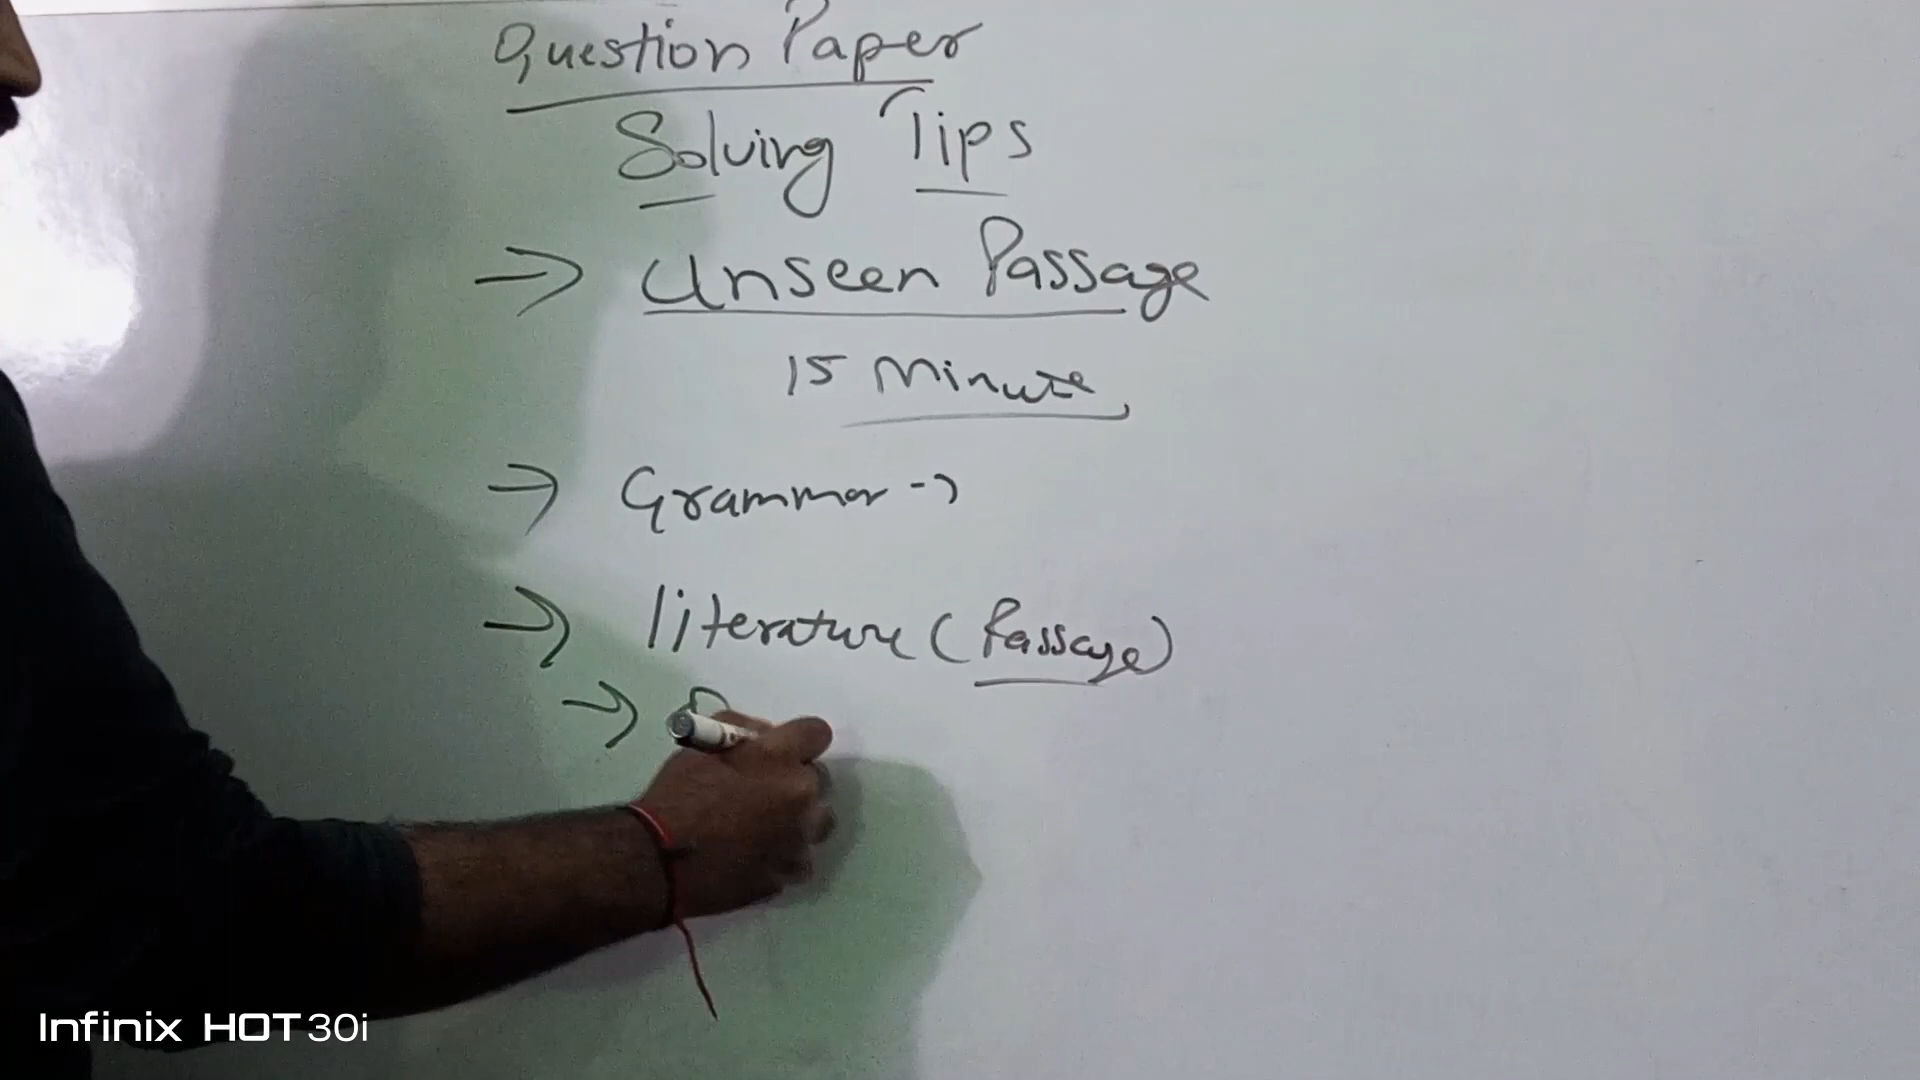 Question Paper
Solving Tips
→ Unseen Passage
15 Minute
→ Grammar →
→ literature (Passage)
→
Infinix HOT 30i